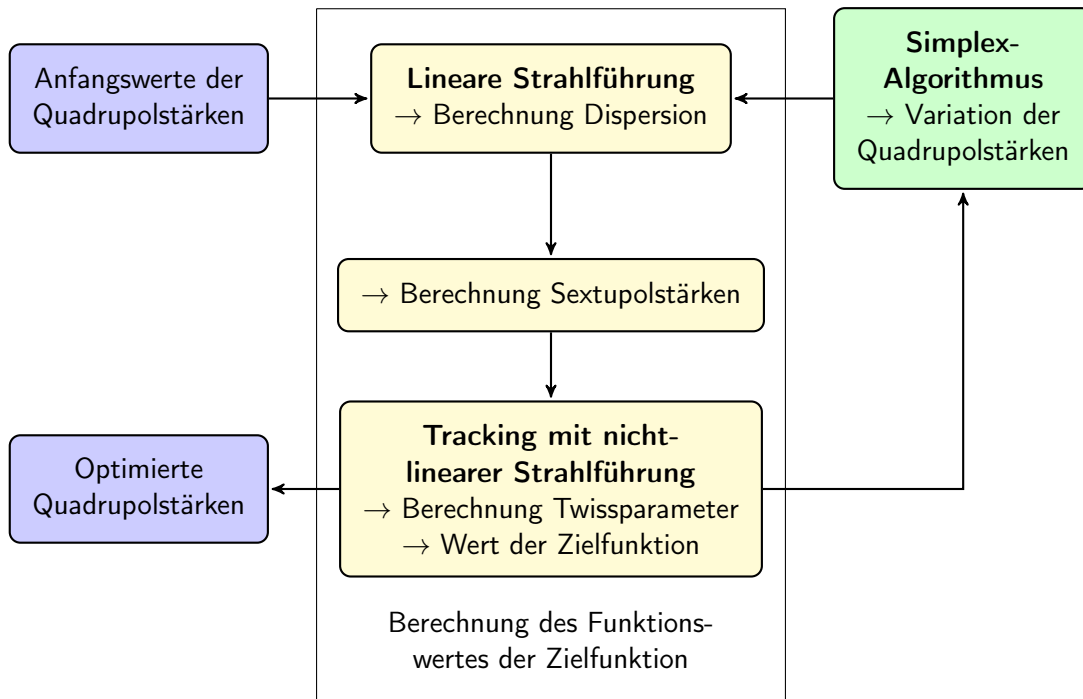 Anfangswerte der
Quadrupolstärken
Lineare Strahlführung
→ Berechnung Dispersion
Simplex-
Algorithmus
→ Variation der
Quadrupolstärken
→ Berechnung Sextupolstärken
Optimierte
Quadrupolstärken
Tracking mit nicht-
linearer Strahlführung
→ Berechnung Twissparameter
→ Wert der Zielfunktion
Berechnung des Funktions-
wertes der Zielfunktion